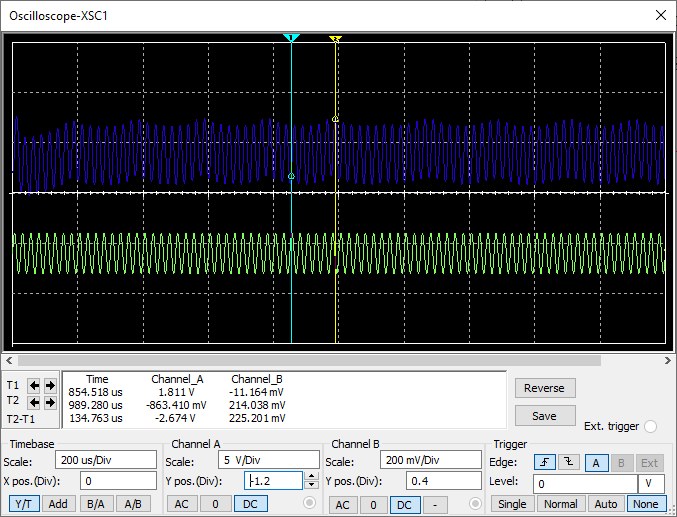 Oscilloscope-XSC1
1 2
T1
T2
T2-T1
Time Channel_A Channel_B
854.518 us 1.811 V -11.164 mV
989.280 us -863.410 mV 214.038 mV
134.763 us -2.674 V 225.201 mV
Reverse
Save
Ext. trigger
Timebase
Scale: 200 us/Div
X pos.(Div): 0
Y/T Add B/A A/B
Channel A
Scale: 5 V/Div
Y pos.(Div): -1.2
AC 0 DC
Channel B
Scale: 200 mV/Div
Y pos.(Div): 0.4
AC 0 DC -
Trigger
Edge: A B Ext
Level: 0 V
Single Normal Auto None